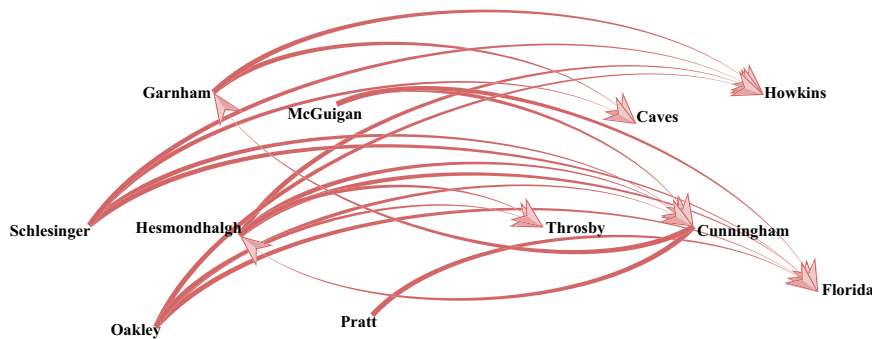 Garnham
Howkins
McGuigan
Caves
Schlesinger
Hesmondhalgh
Throsby
Cunningham
Florida
Pratt
Oakley